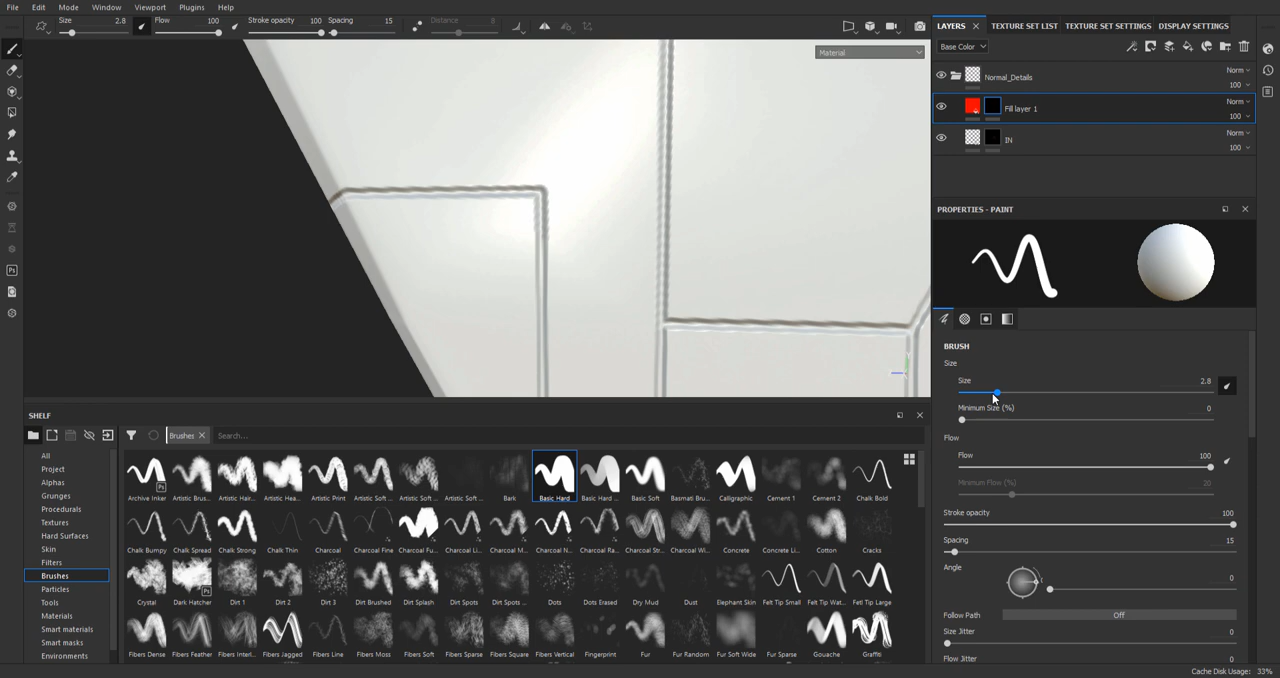 File Edit Mode Window Viewport Plugins Help
Size 2.8 Flow 100 Stroke opacity 100 Spacing 15 Distance 8
Material
LAYERS TEXTURE SET LIST TEXTURE SET SETTINGS DISPLAY SETTINGS
Base Color
Normal_Details Norm 100
Fill layer 1 Norm 100
IN Norm 100
PROPERTIES - PAINT
BRUSH
Size
Size 2.8
Minimum Size (%) 0
Flow
Flow 100
Minimum Flow (%) 20
Stroke opacity 100
Spacing 15
Angle 0
Follow Path Off
Size Jitter 0
Flow Jitter 0
SHELF
Brushes Search...
All
Project
Alphas
Grunges
Procedurals
Textures
Hard Surfaces
Skin
Filters
Brushes
Particles
Tools
Materials
Smart materials
Smart masks
Environments
Archive Inker Artistic Brus... Artistic Hair... Artistic Hea... Artistic Print Artistic Soft ... Artistic Soft ... Artistic Soft ... Bark Basic Hard Basic Hard ... Basic Soft Basmati Bru... Calligraphic Cement 1 Cement 2 Chalk Bold
Chalk Bumpy Chalk Spread Chalk Strong Chalk Thin Charcoal Charcoal Fine Charcoal Fu... Charcoal Li... Charcoal M... Charcoal N... Charcoal Ra... Charcoal Str... Charcoal Wi... Concrete Concrete Li... Cotton Cracks
Crystal Dark Hatcher Dirt 1 Dirt 2 Dirt 3 Dirt Brushed Dirt Splash Dirt Spots Dirt Spots ... Dots Dots Erased Dry Mud Dust Elephant Skin Felt Tip Small Felt Tip Wat... Felt Tip Large
Fibers Dense Fibers Feather Fibers Interl... Fibers Jagged Fibers Line Fibers Moss Fibers Soft Fibers Sparse Fibers Square Fibers Vertical Fingerprint Fur Fur Random Fur Soft Wide Fur Sparse Gouache Graffiti
Ps
Ps
Ps
Cache Disk Usage: 33%